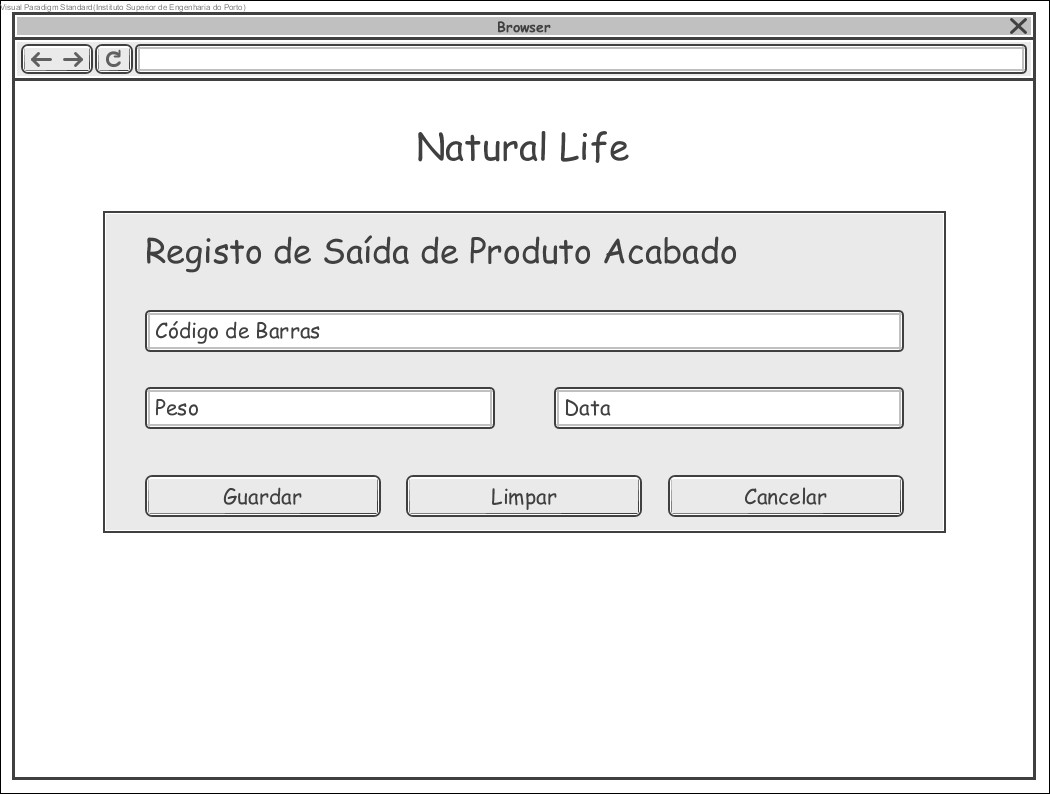 Visual Paradigm Standard(Instituto Superior de Engenharia do Porto)
Browser
Natural Life
Registo de Saída de Produto Acabado
Código de Barras
Peso
Data
Guardar
Limpar
Cancelar